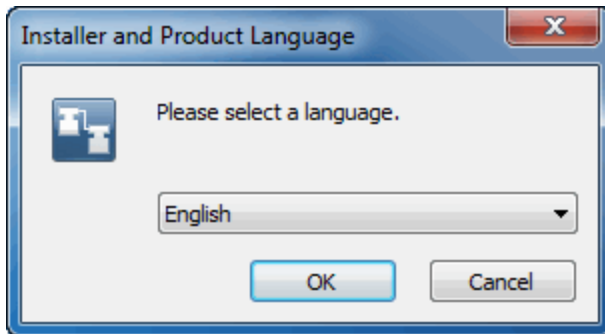 Installer and Product Language
Please select a language.
English
OK Cancel